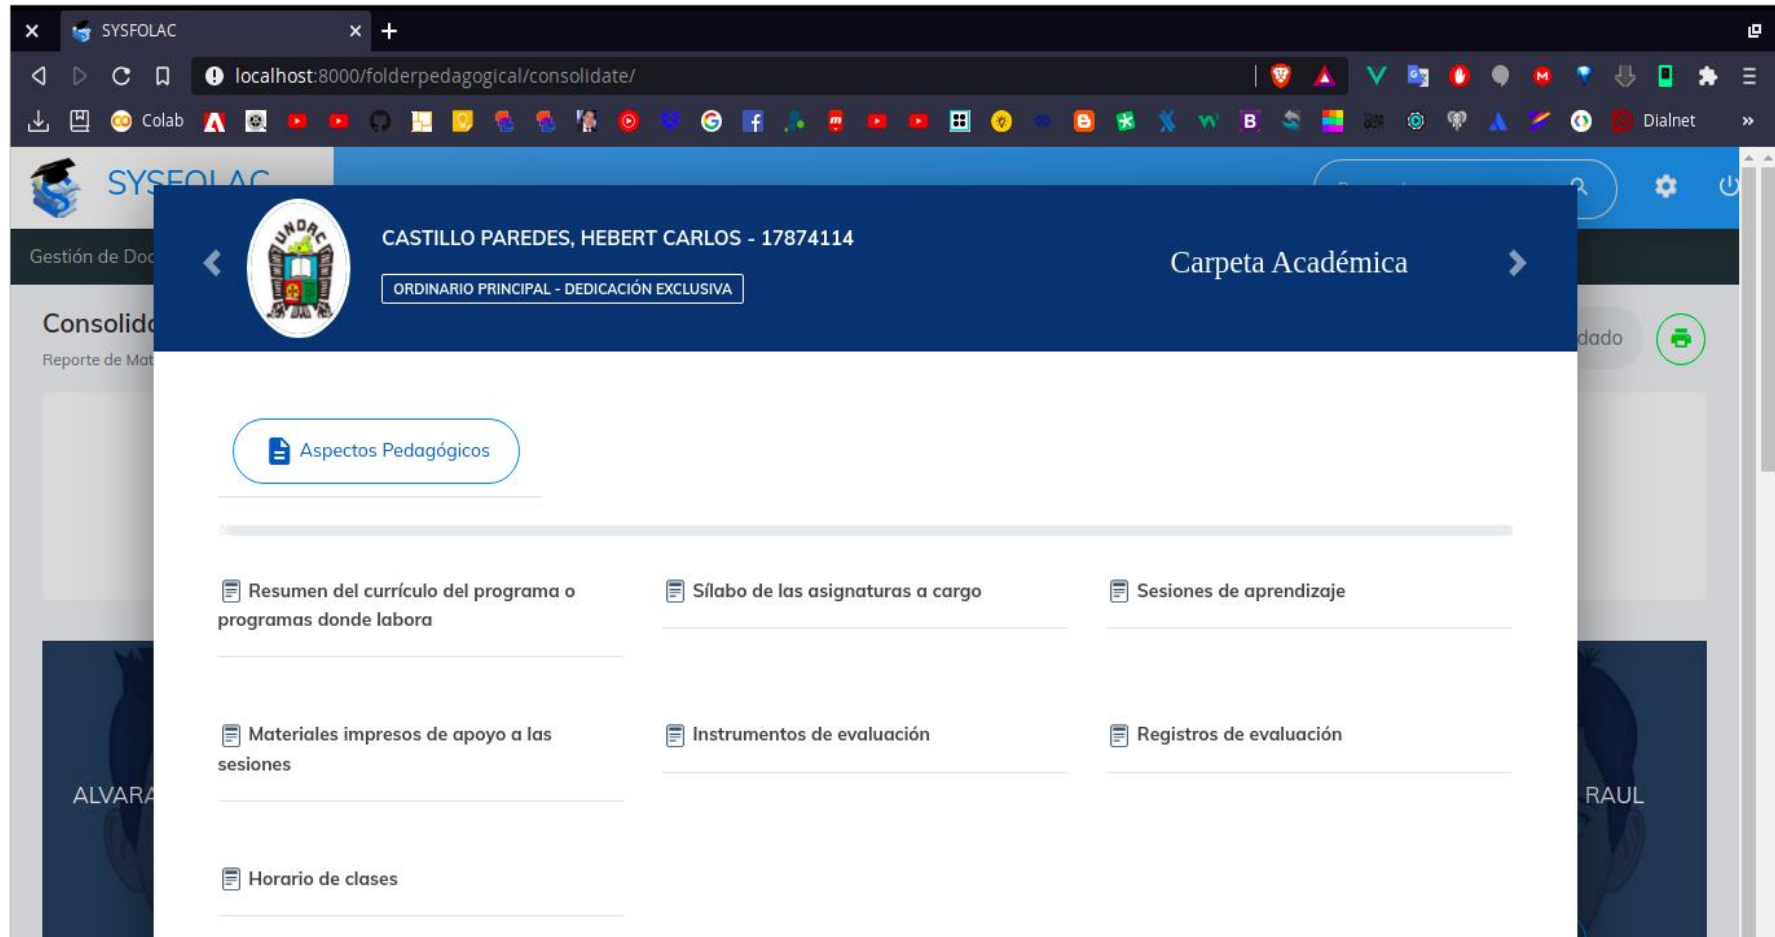 SYSFOLAC
localhost:8000/folderpedagogical/consolidate/
Colab
Dialnet
SYSFOLAC
UNDAC
CASTILLO PAREDES, HEBERT CARLOS - 17874114
ORDINARIO PRINCIPAL - DEDICACIÓN EXCLUSIVA
Carpeta Académica
Gestión de Doc
Consolida
dado
Reporte de Mat
Aspectos Pedagógicos
Resumen del currículo del programa o
programas donde labora
Sílabo de las asignaturas a cargo
Sesiones de aprendizaje
Materiales impresos de apoyo a las
sesiones
Instrumentos de evaluación
Registros de evaluación
ALVARA
RAUL
Horario de clases